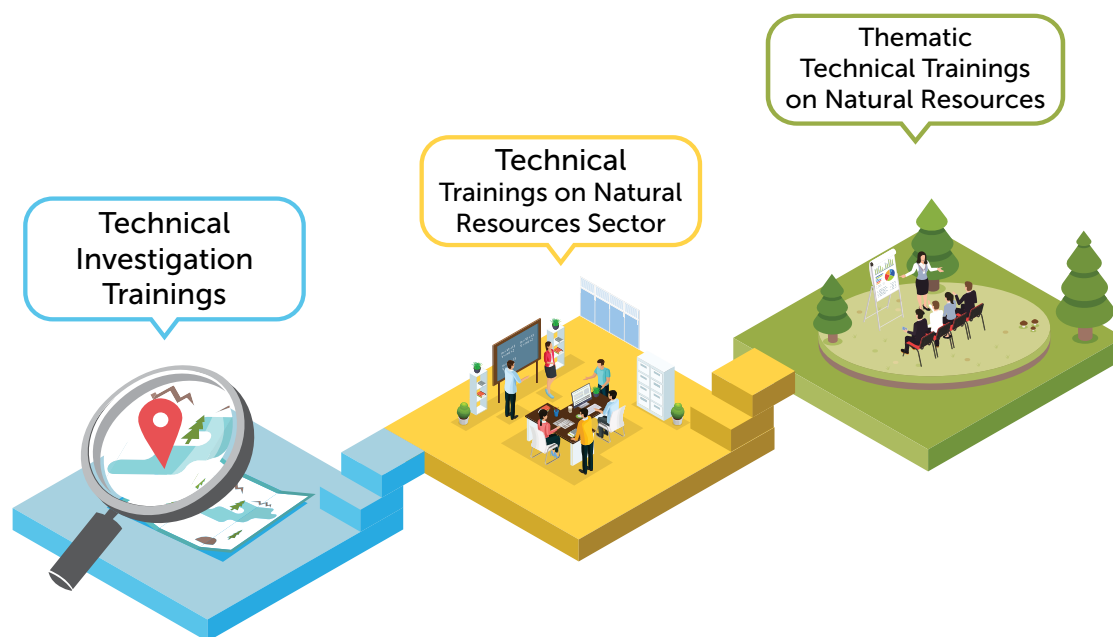 Technical
Investigation
Trainings
Technical
Trainings on Natural
Resources Sector
Thematic
Technical Trainings
on Natural Resources